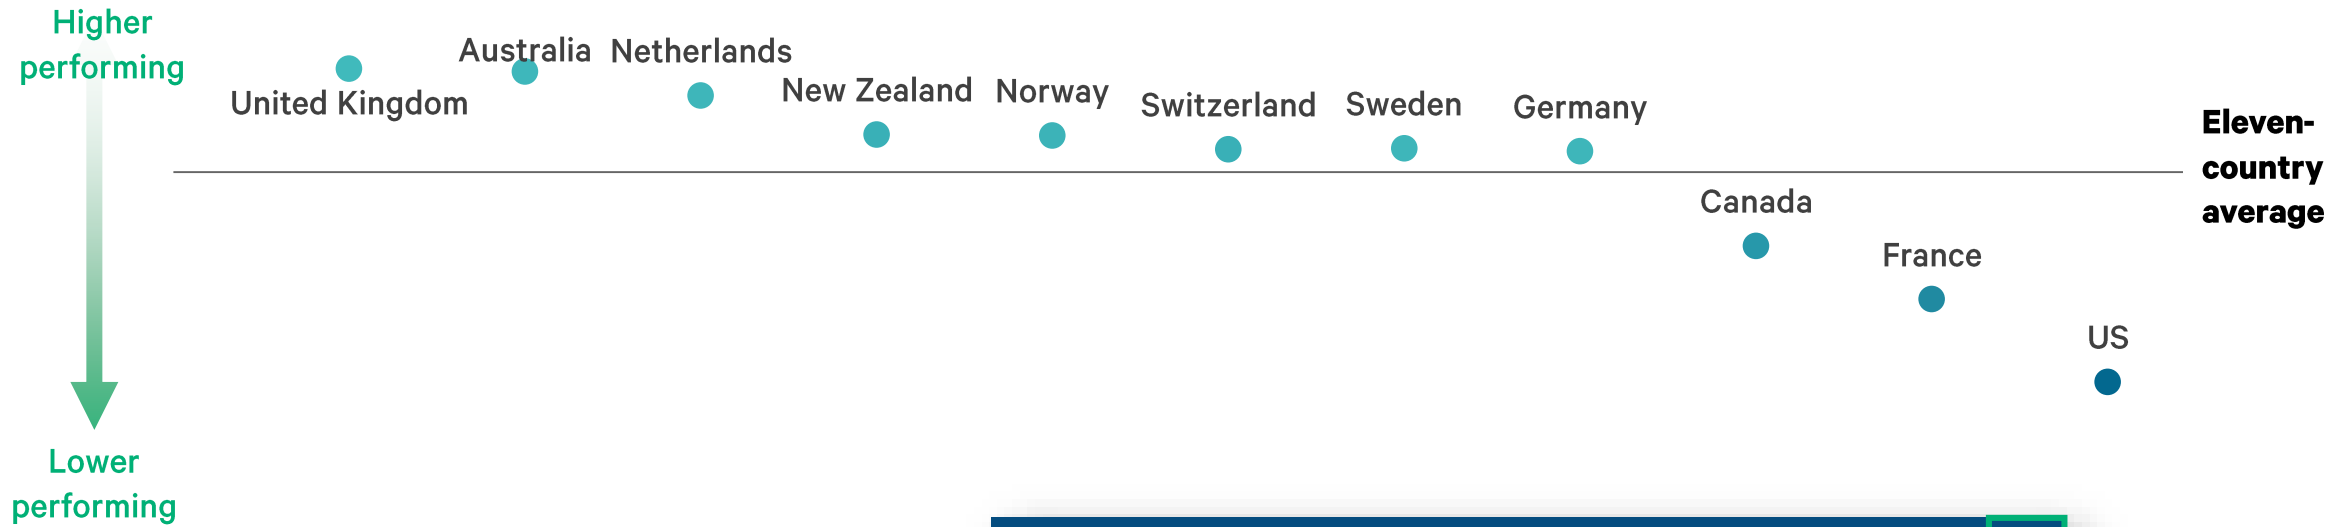 Higher
performing
United Kingdom
Australia
Netherlands
New Zealand
Norway
Switzerland
Sweden
Germany
Eleven-
country
average
Canada
France
US
Lower
performing